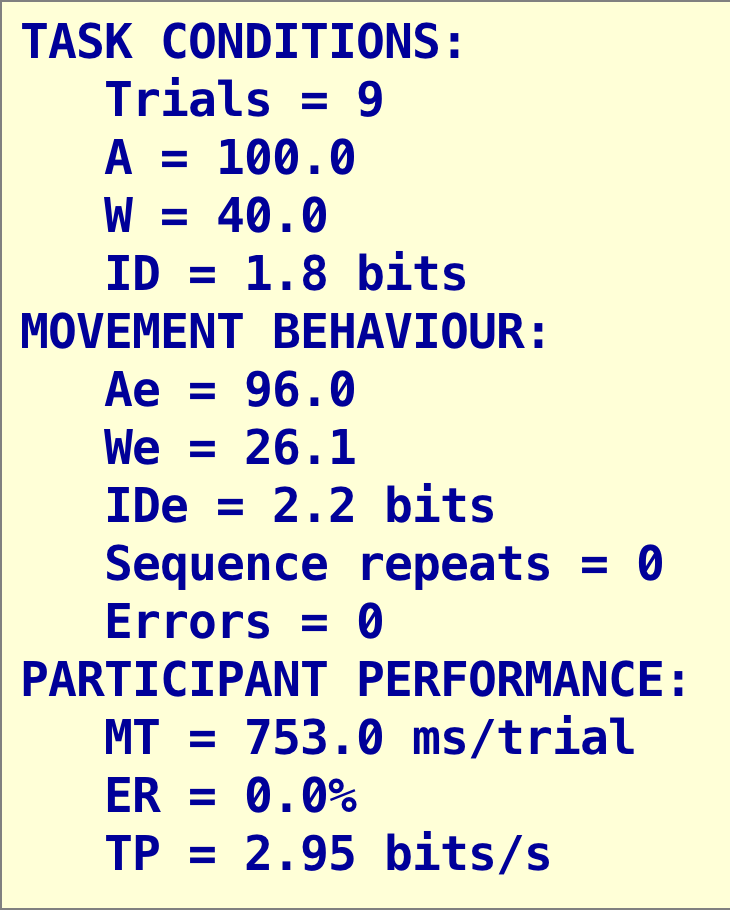 TASK CONDITIONS:
Trials = 9
A = 100.0
W = 40.0
ID = 1.8 bits
MOVEMENT BEHAVIOUR:
Ae = 96.0
We = 26.1
IDe = 2.2 bits
Sequence repeats = 0
Errors = 0
PARTICIPANT PERFORMANCE:
MT = 753.0 ms/trial
ER = 0.0%
TP = 2.95 bits/s